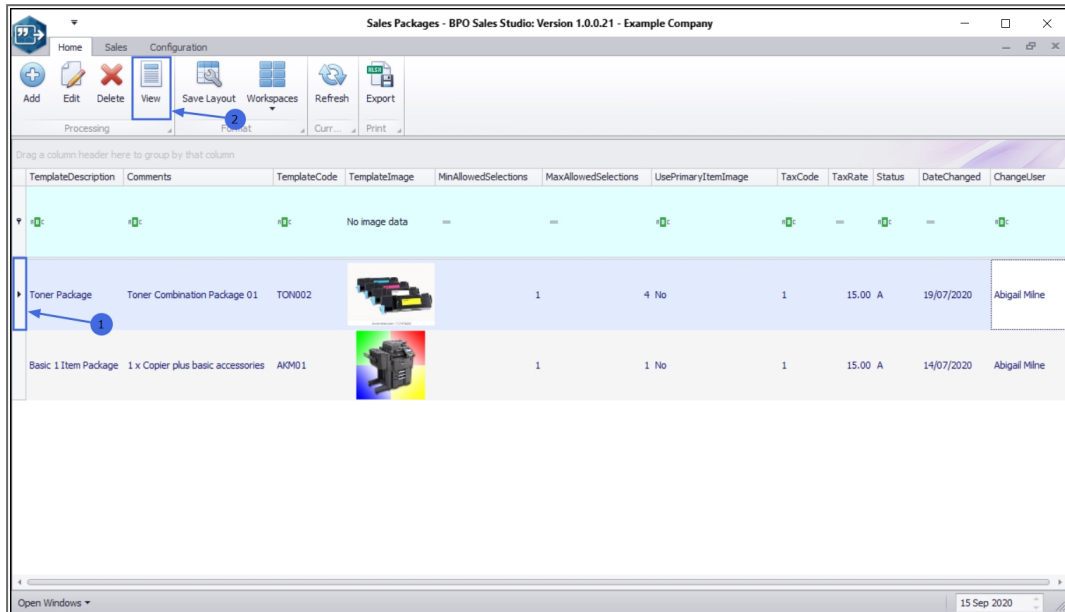 Sales Packages - BPO Sales Studio: Version 1.0.0.21 - Example Company
Home Sales Configuration
Add Edit Delete View Save Layout Workspaces Refresh Export
2
Processing Format Curr... Print
Drag a column header here to group by that column
TemplateDescription Comments TemplateCode TemplateImage MinAllowedSelections MaxAllowedSelections UsePrimaryItemImage TaxCode TaxRate Status DateChanged ChangeUser
No image data
Toner Package Toner Combination Package 01 TON002 1 4 No 1 15.00 A 19/07/2020 Abigail Milne
1
Basic 1 Item Package 1 x Copier plus basic accessories AKM01 1 1 No 1 15.00 A 14/07/2020 Abigail Milne
Open Windows 15 Sep 2020